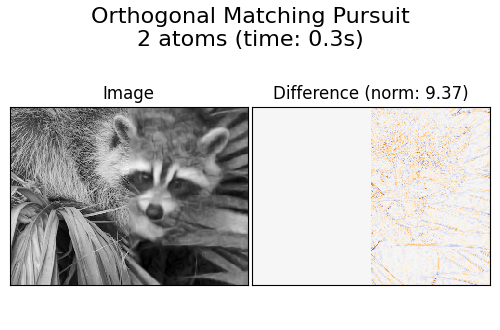 Orthogonal Matching Pursuit
2 atoms (time: 0.3s)
Image
Difference (norm: 9.37)